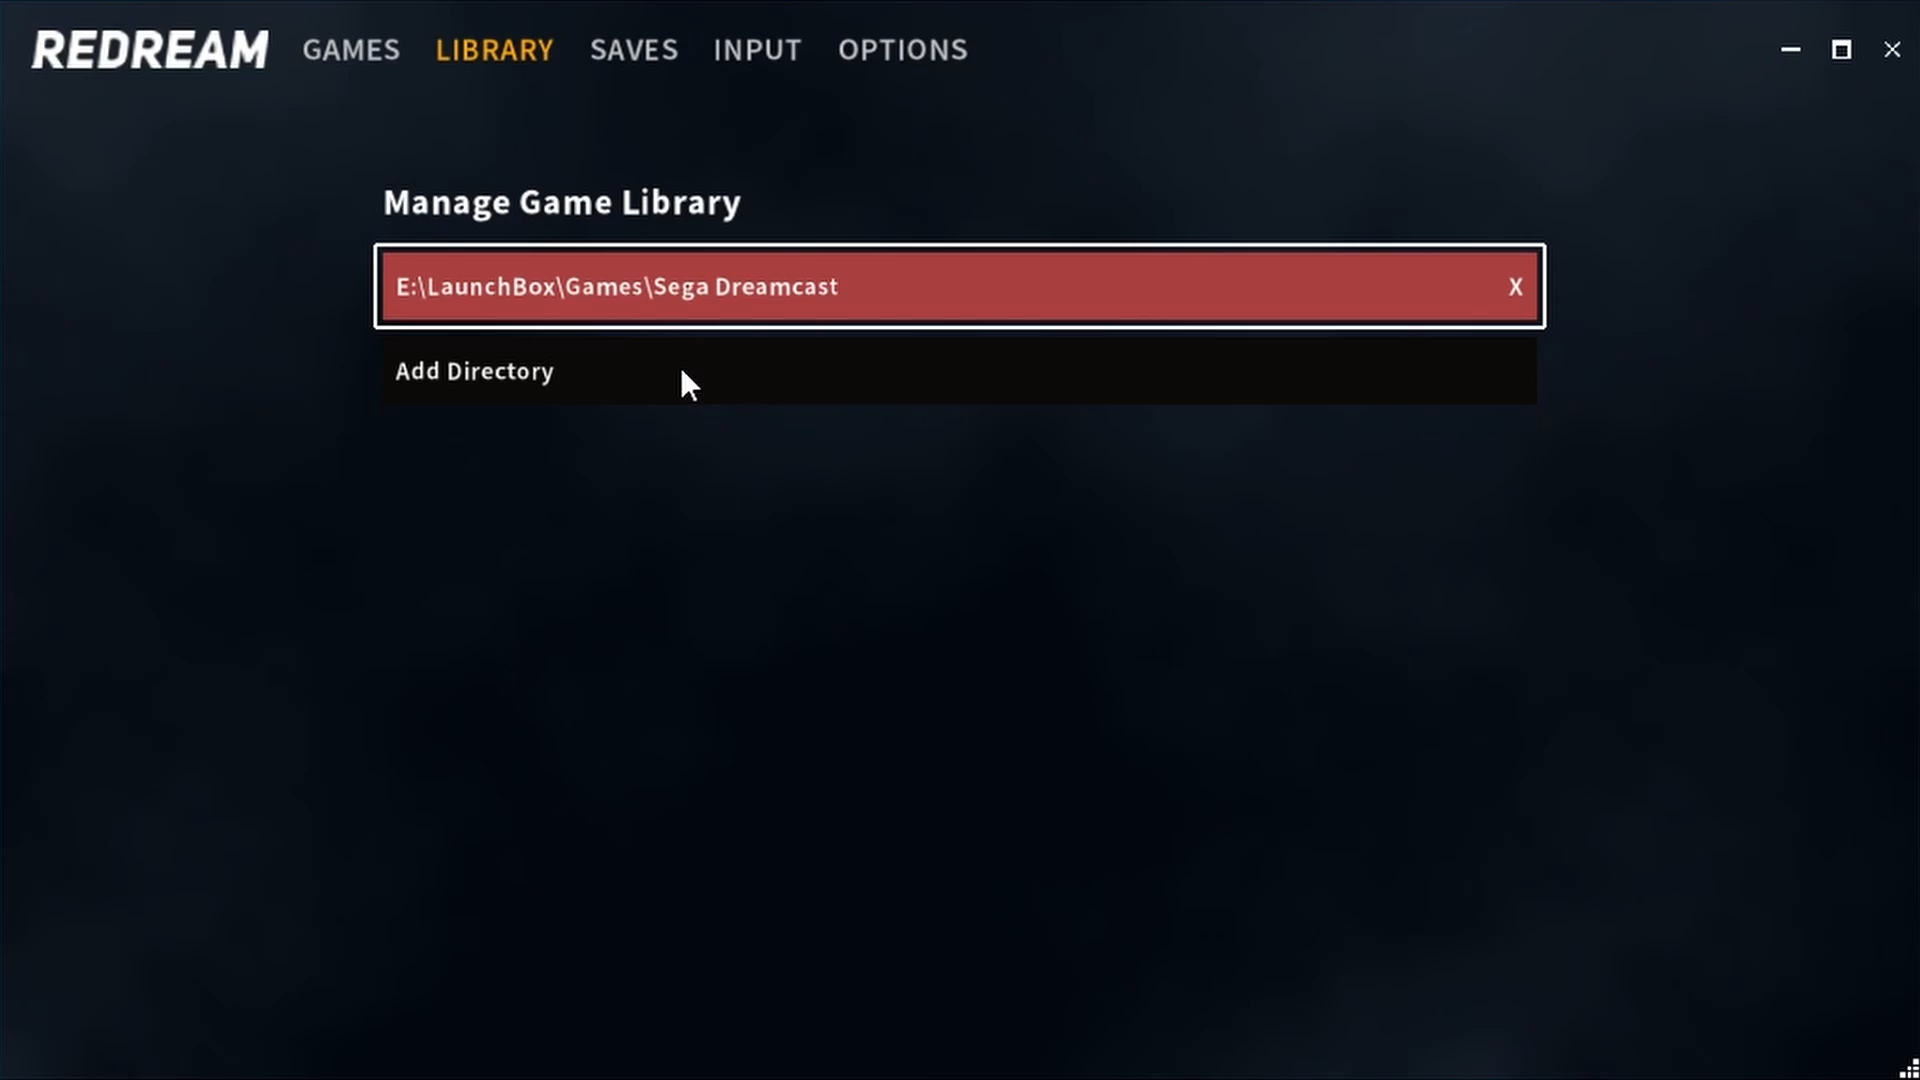 REDREAM GAMES LIBRARY SAVES INPUT OPTIONS
Manage Game Library
E:\LaunchBox\Games\Sega Dreamcast X
Add Directory